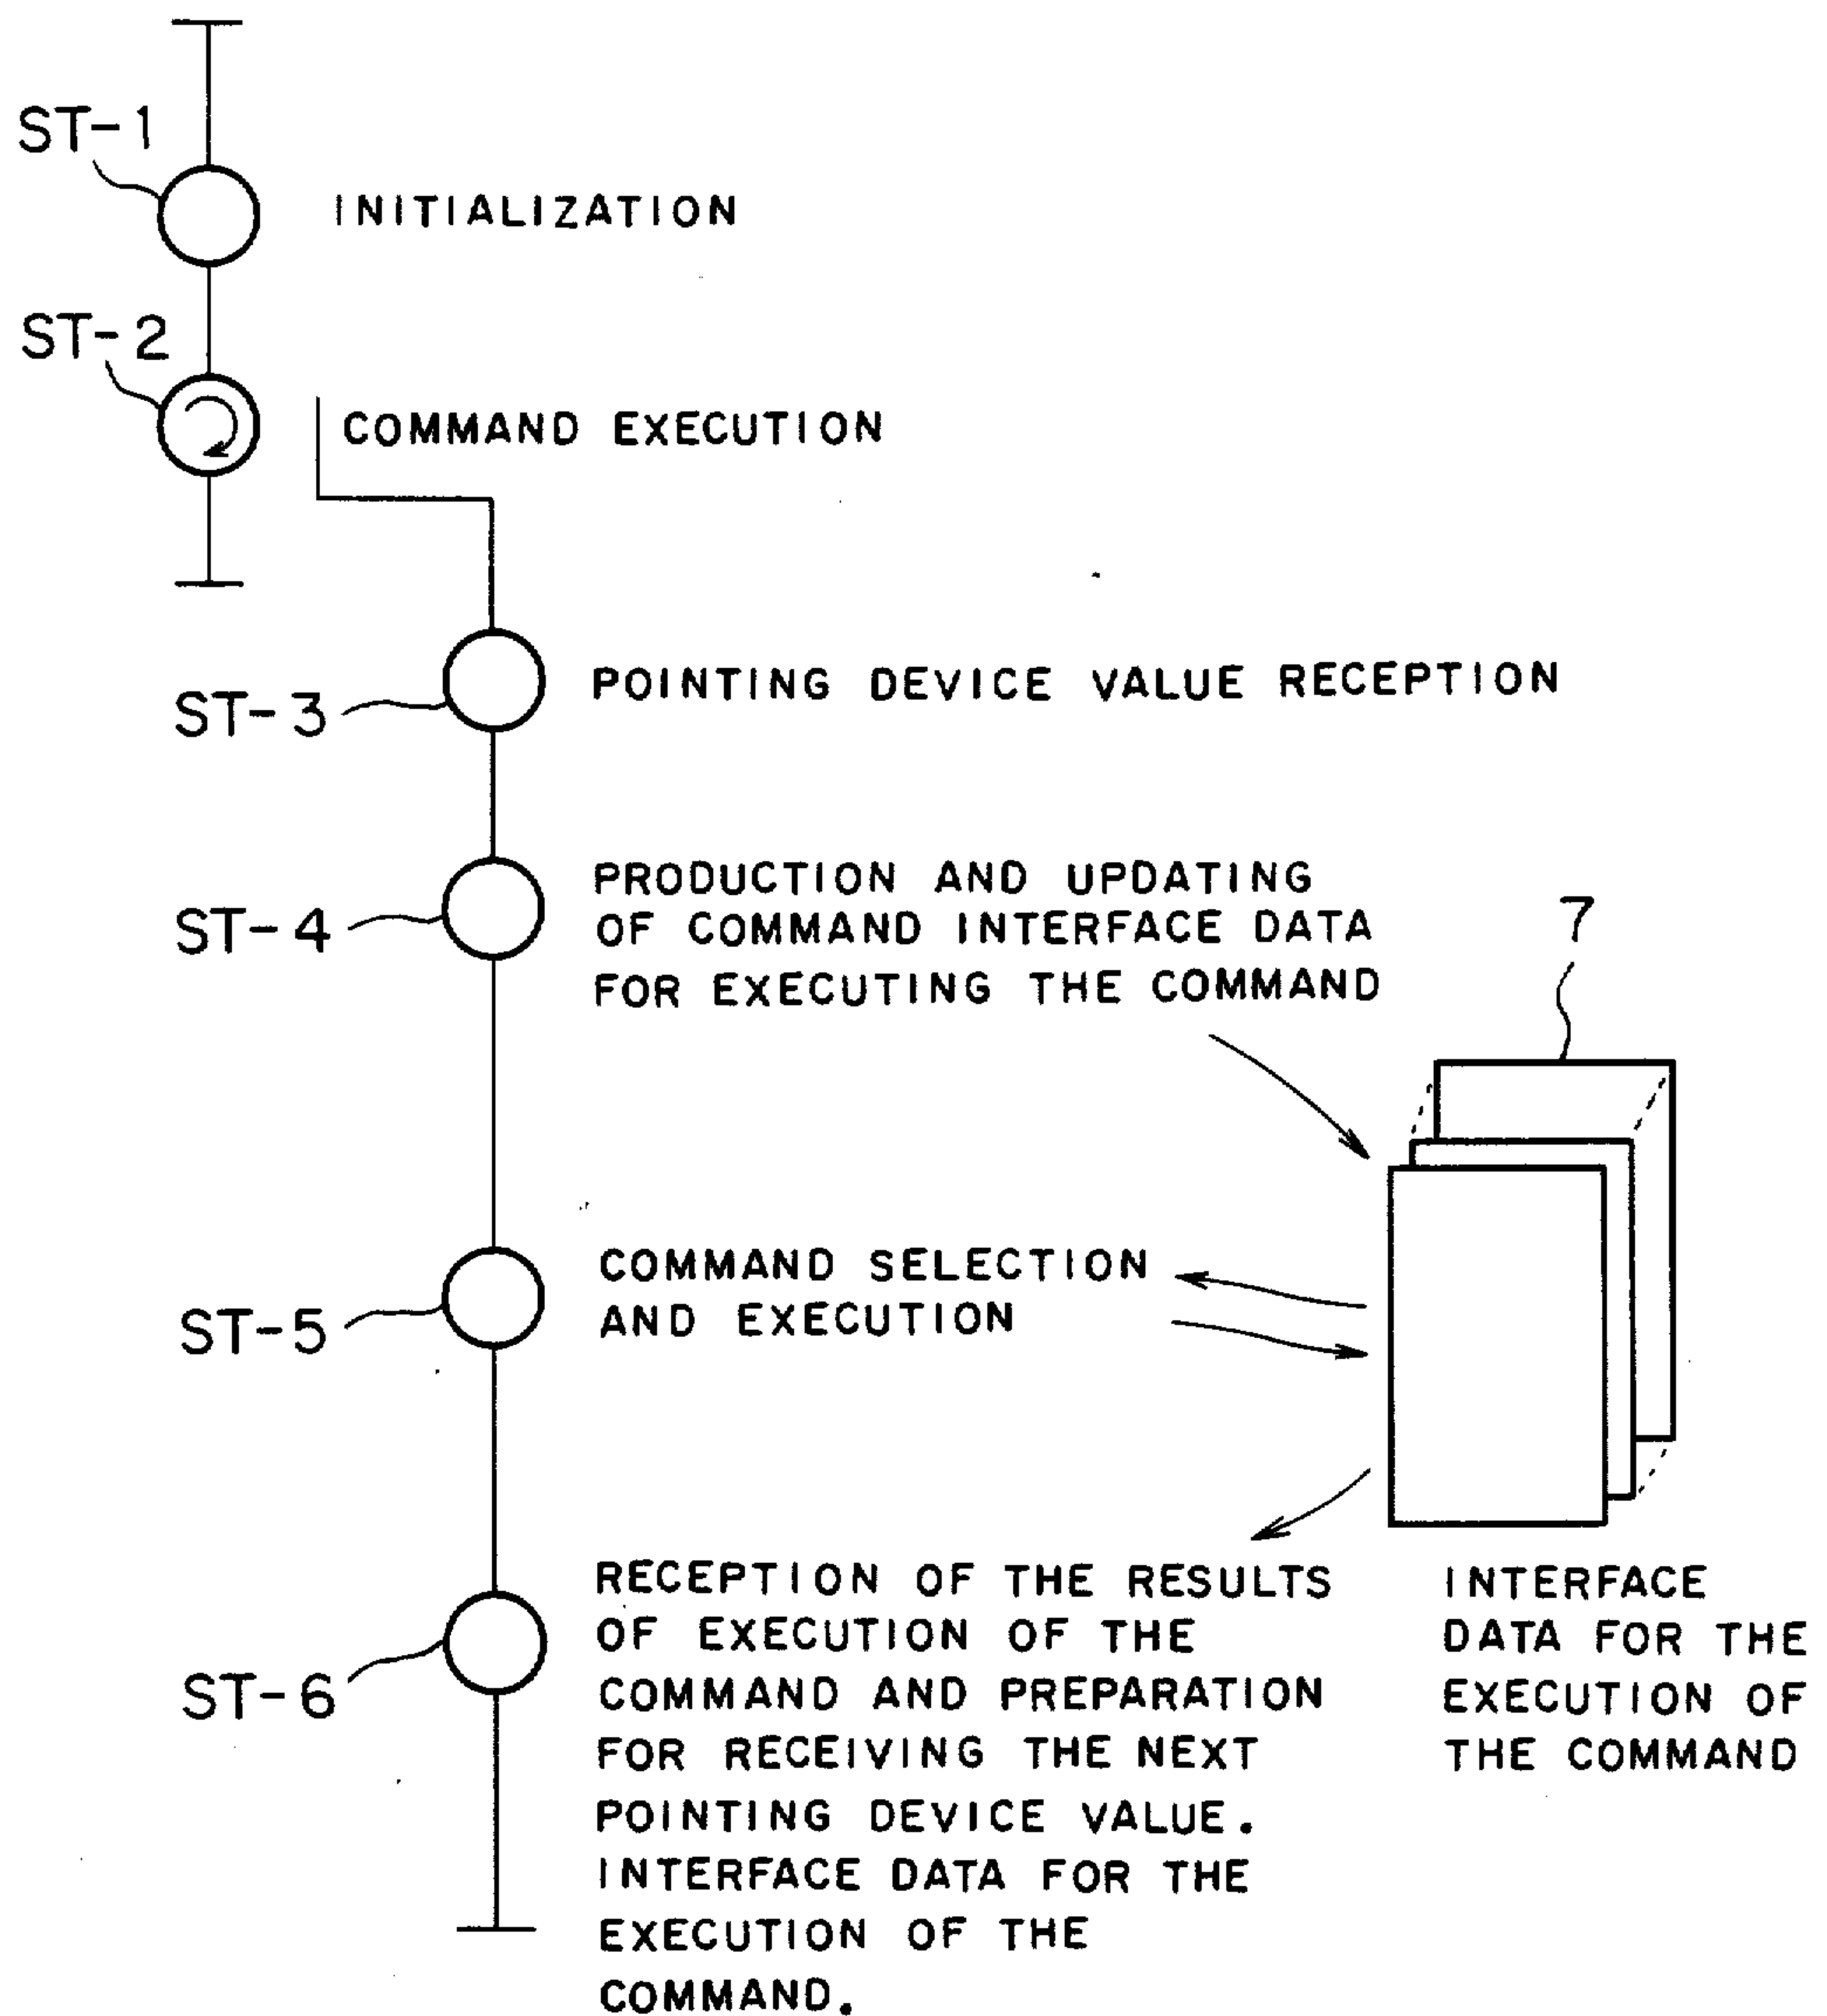 ST-1
INITIALIZATION
ST-2
COMMAND EXECUTION
ST-3
POINTING DEVICE VALUE RECEPTION
ST-4
PRODUCTION AND UPDATING
OF COMMAND INTERFACE DATA
FOR EXECUTING THE COMMAND
7
ST-5
COMMAND SELECTION
AND EXECUTION
ST-6
RECEPTION OF THE RESULTS
OF EXECUTION OF THE
COMMAND AND PREPARATION
FOR RECEIVING THE NEXT
POINTING DEVICE VALUE.
INTERFACE DATA FOR THE
EXECUTION OF THE
COMMAND.
INTERFACE
DATA FOR THE
EXECUTION OF
THE COMMAND